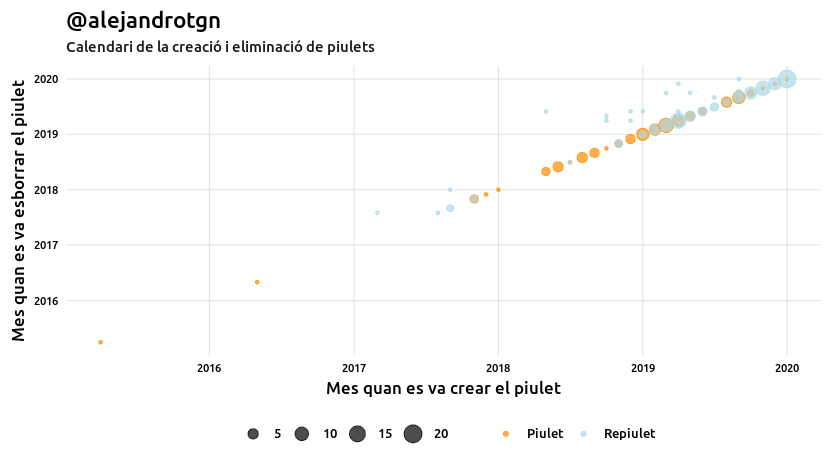 @alejandrotgn
Calendari de la creació i eliminació de piulets
Mes quan es va esborrar el piulet
2020
2019
2018
2017
2016
2016 2017 2018 2019 2020
Mes quan es va crear el piulet
5 10 15 20 Piulet Repiulet